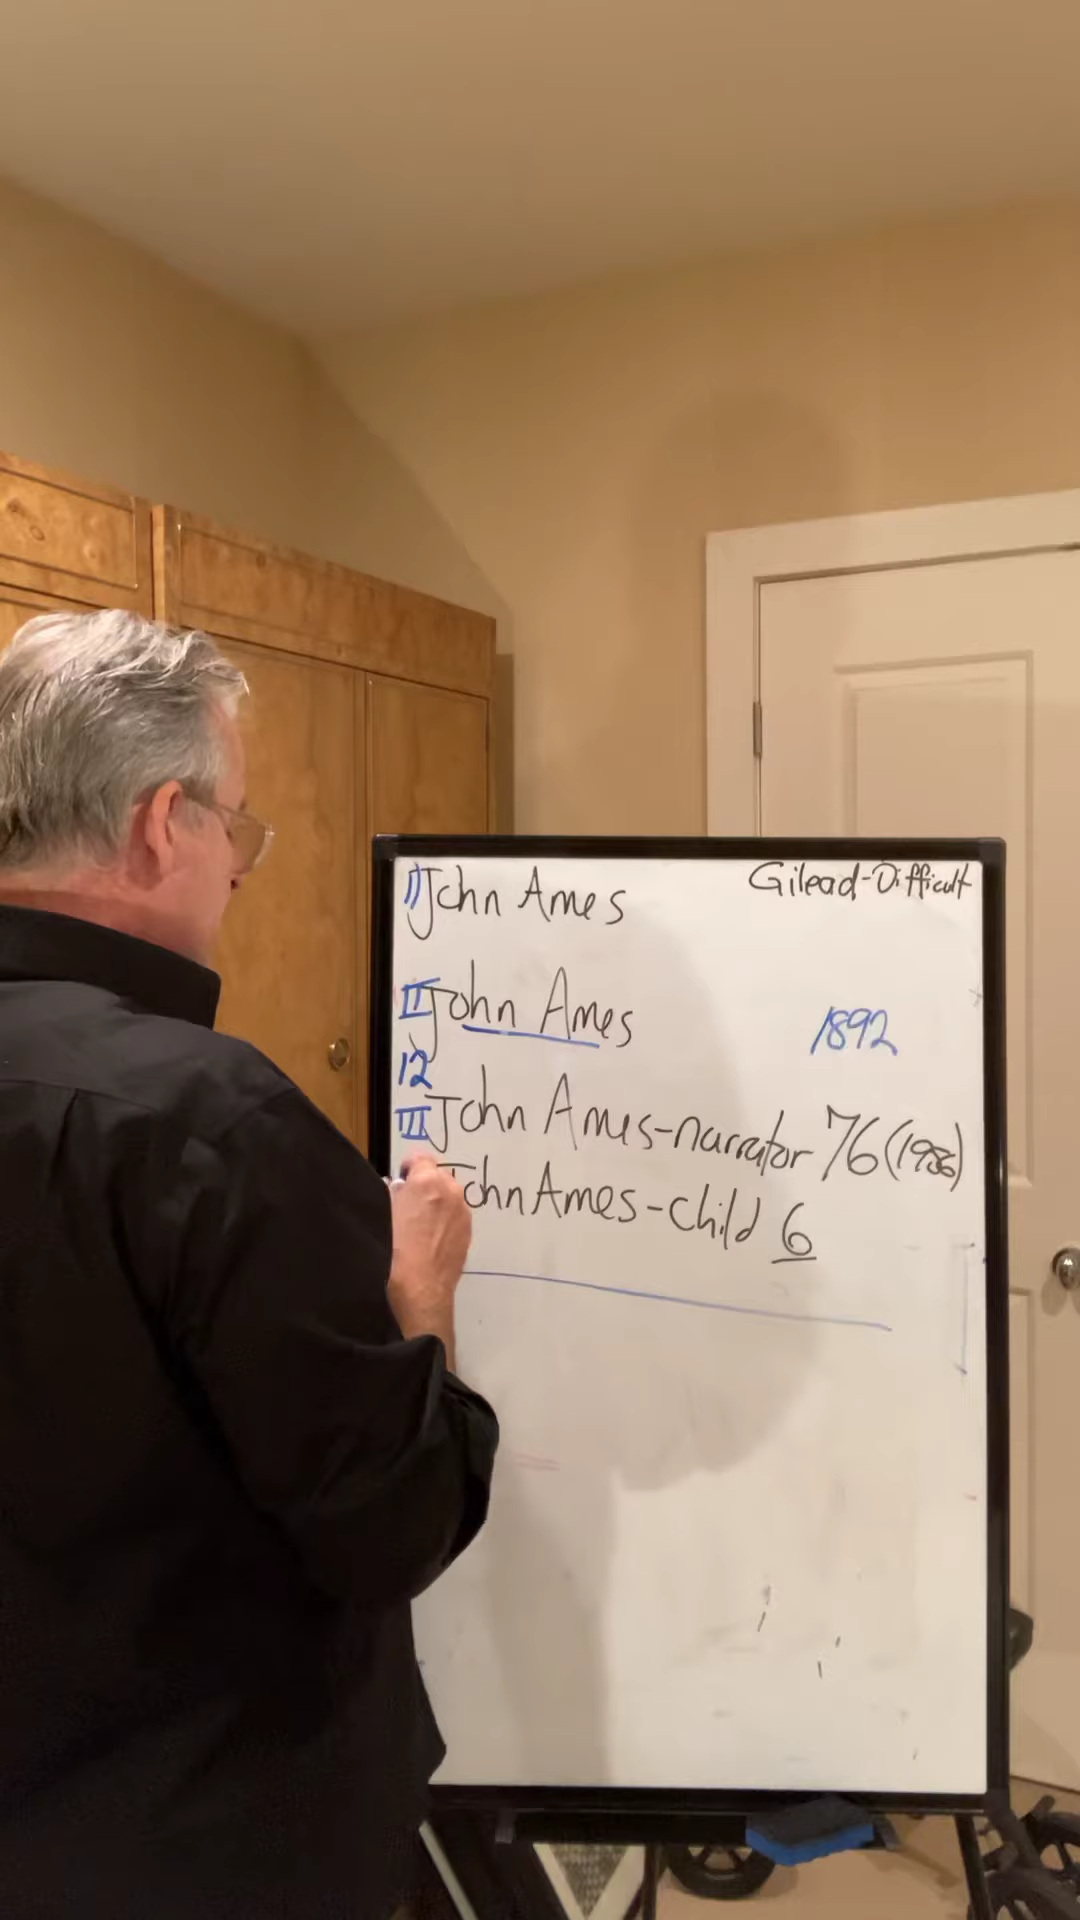 Gilead-Difficult
I) John Ames
II John Ames
1892
12
III John Ames-narrator 76 (1956)
John Ames-child 6